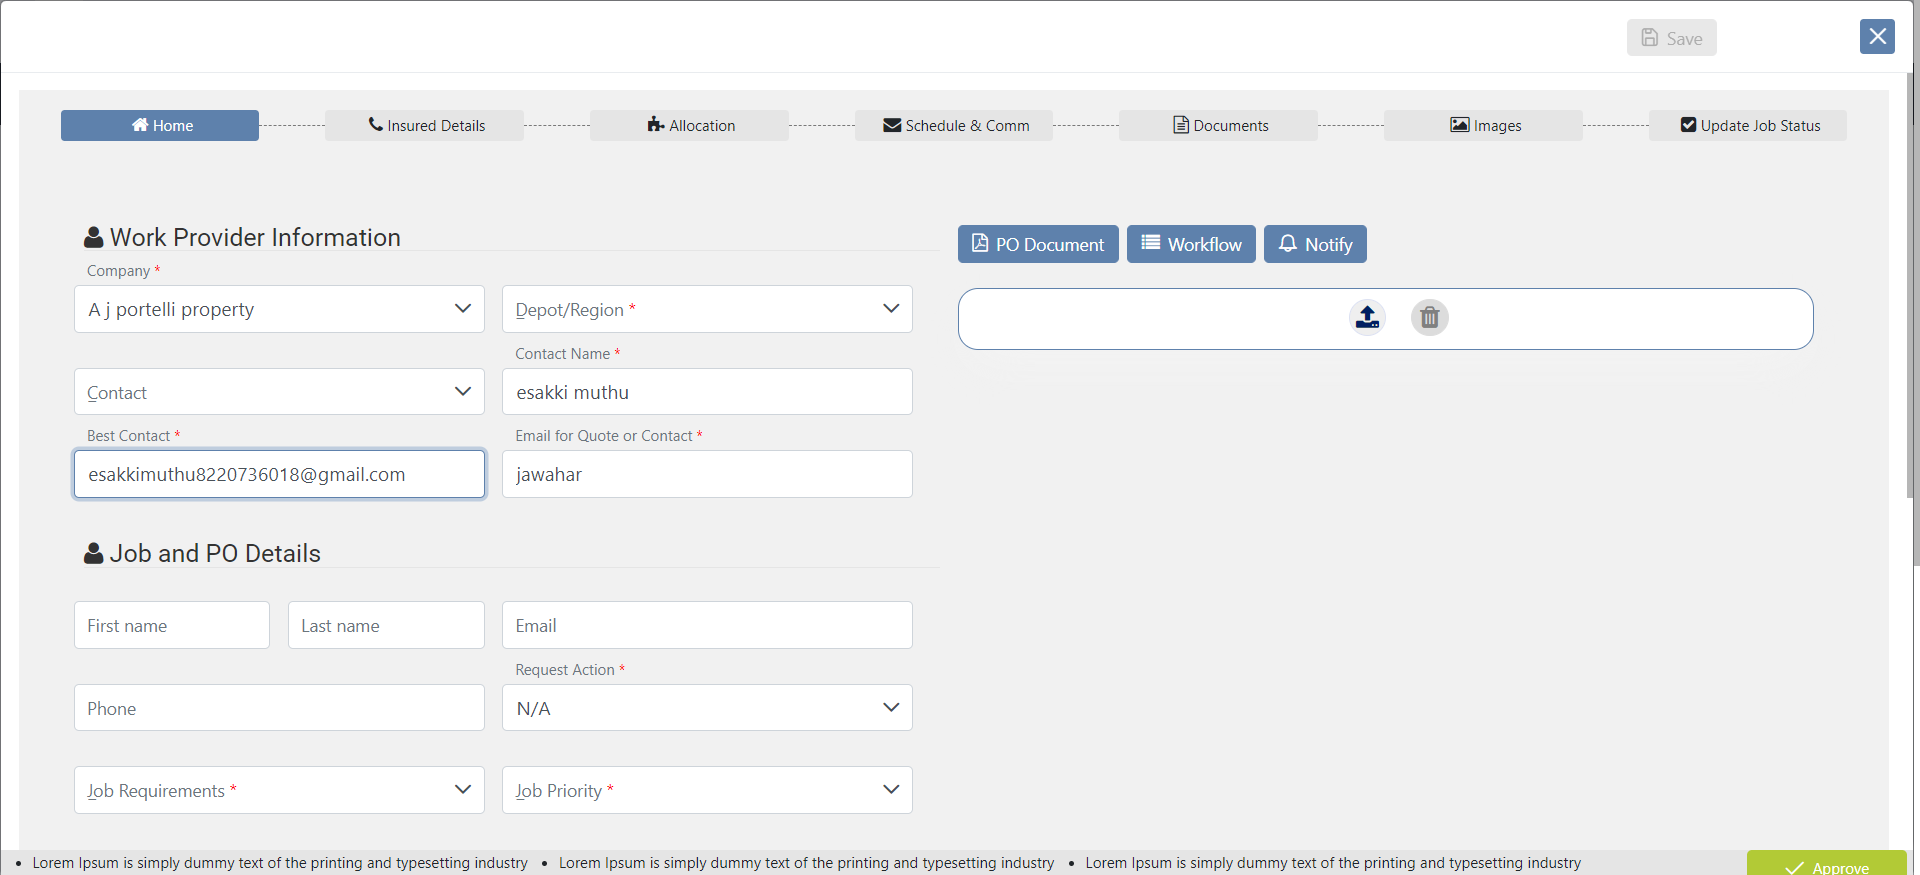 Save
Home
Insured Details
Allocation
Schedule & Comm
Documents
Images
Update Job Status
Work Provider Information
PO Document
Workflow
Notify
Company *
A j portelli property
Depot/Region *
Contact
Contact Name *
esakki muthu
Best Contact *
esakkimuthu8220736018@gmail.com
Email for Quote or Contact *
jawahar
Job and PO Details
First name
Last name
Email
Phone
Request Action *
N/A
Job Requirements *
Job Priority *
• Lorem Ipsum is simply dummy text of the printing and typesetting industry • Lorem Ipsum is simply dummy text of the printing and typesetting industry • Lorem Ipsum is simply dummy text of the printing and typesetting industry
Approve